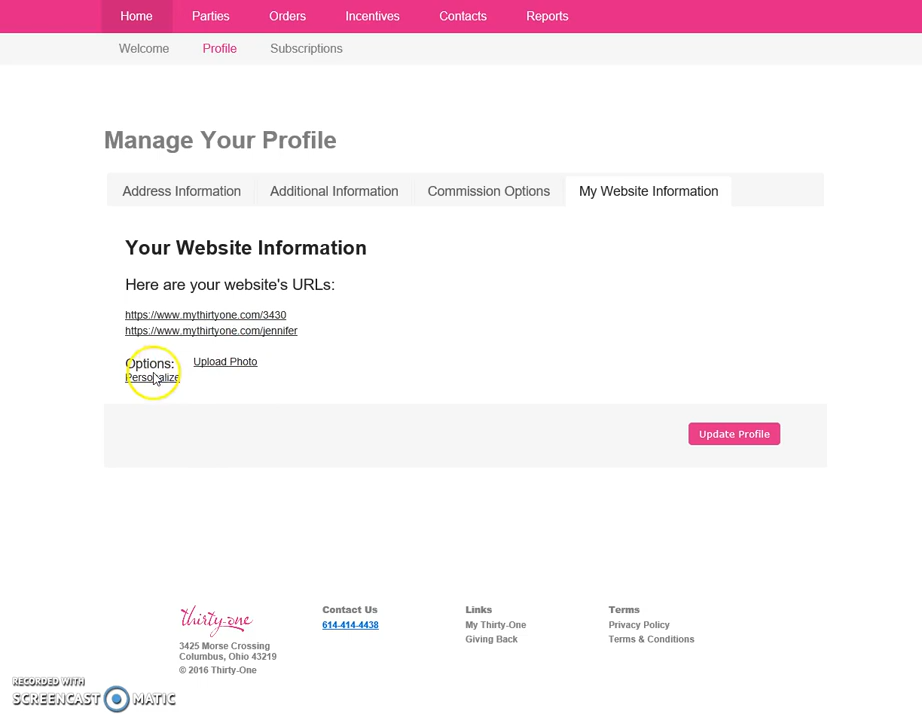 Home Parties Orders Incentives Contacts Reports
Welcome Profile Subscriptions
Manage Your Profile
Address Information Additional Information Commission Options My Website Information
Your Website Information
Here are your website's URLs:
https://www.mythirtyone.com/3430
https://www.mythirtyone.com/jennifer
Options: Upload Photo
Personalize
Update Profile
thirty-one
3425 Morse Crossing
Columbus, Ohio 43219
© 2016 Thirty-One
Contact Us
614-414-4438
Links
My Thirty-One
Giving Back
Terms
Privacy Policy
Terms & Conditions
RECORDED WITH
SCREENCAST MATIC